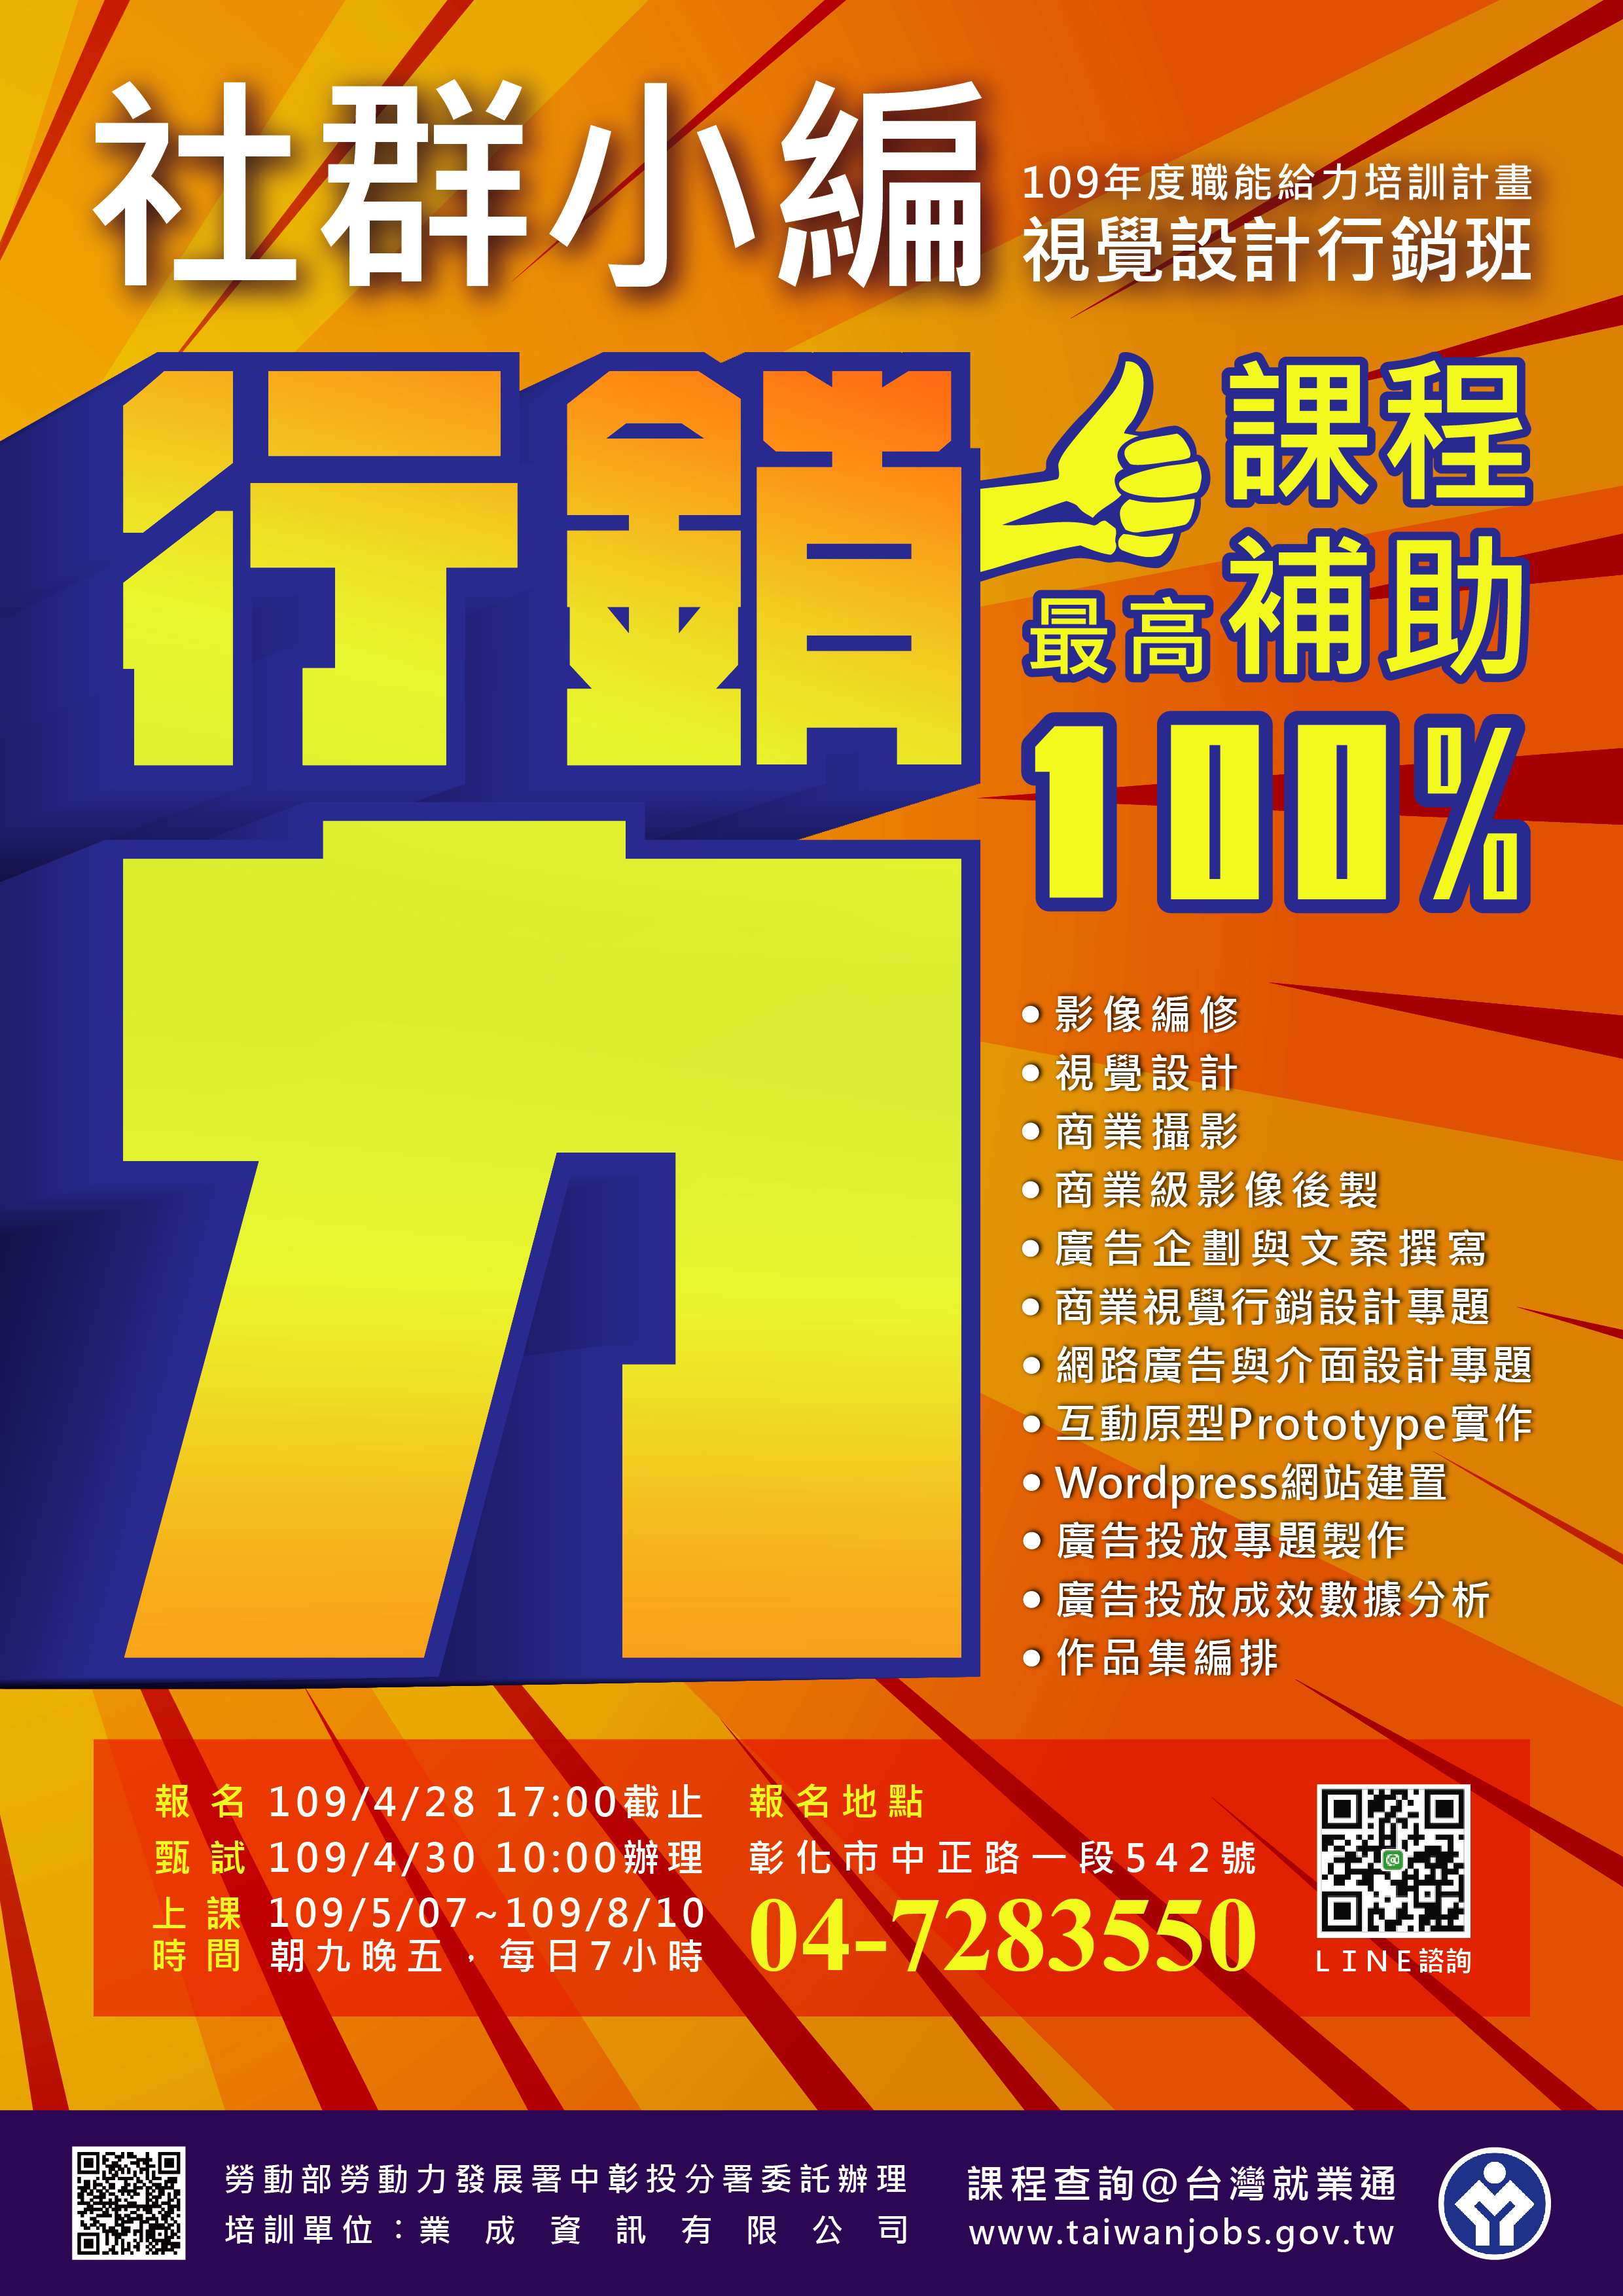 社群小編
109年度職能給力培訓計畫
視覺設計行銷班
行銷
力
課程
最高補助
100%
影像編修
視覺設計
商業攝影
商業級影像後製
廣告企劃與文案撰寫
商業視覺行銷設計專題
網路廣告與介面設計專題
互動原型Prototype實作
Wordpress網站建置
廣告投放專題製作
廣告投放成效數據分析
作品集編排
報名 109/4/28 17:00截止
甄試 109/4/30 10:00辦理
上課時間 109/5/07~109/8/10
朝九晚五，每日7小時
報名地點
彰化市中正路一段542號
04-7283550
LINE諮詢
勞動部勞動力發展署中彰投分署委託辦理
培訓單位：業成資訊有限公司
課程查詢@台灣就業通
www.taiwanjobs.gov.tw